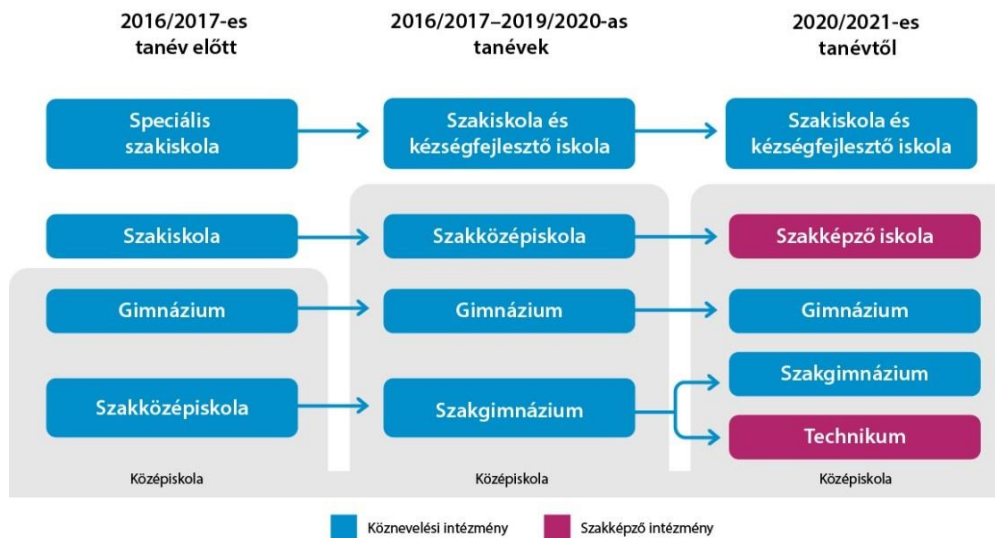 2016/2017-es
tanév előtt
2016/2017–2019/2020-as
tanévek
2020/2021-es
tanévtől
Speciális
szakiskola
Szakiskola és
kézségfejlesztő iskola
Szakiskola és
kézségfejlesztő iskola
Szakiskola
Szakközépiskola
Szakképző iskola
Gimnázium
Gimnázium
Gimnázium
Szakközépiskola
Szakgimnázium
Szakgimnázium
Technikum
Középiskola
Középiskola
Középiskola
Köznevelési intézmény
Szakképző intézmény